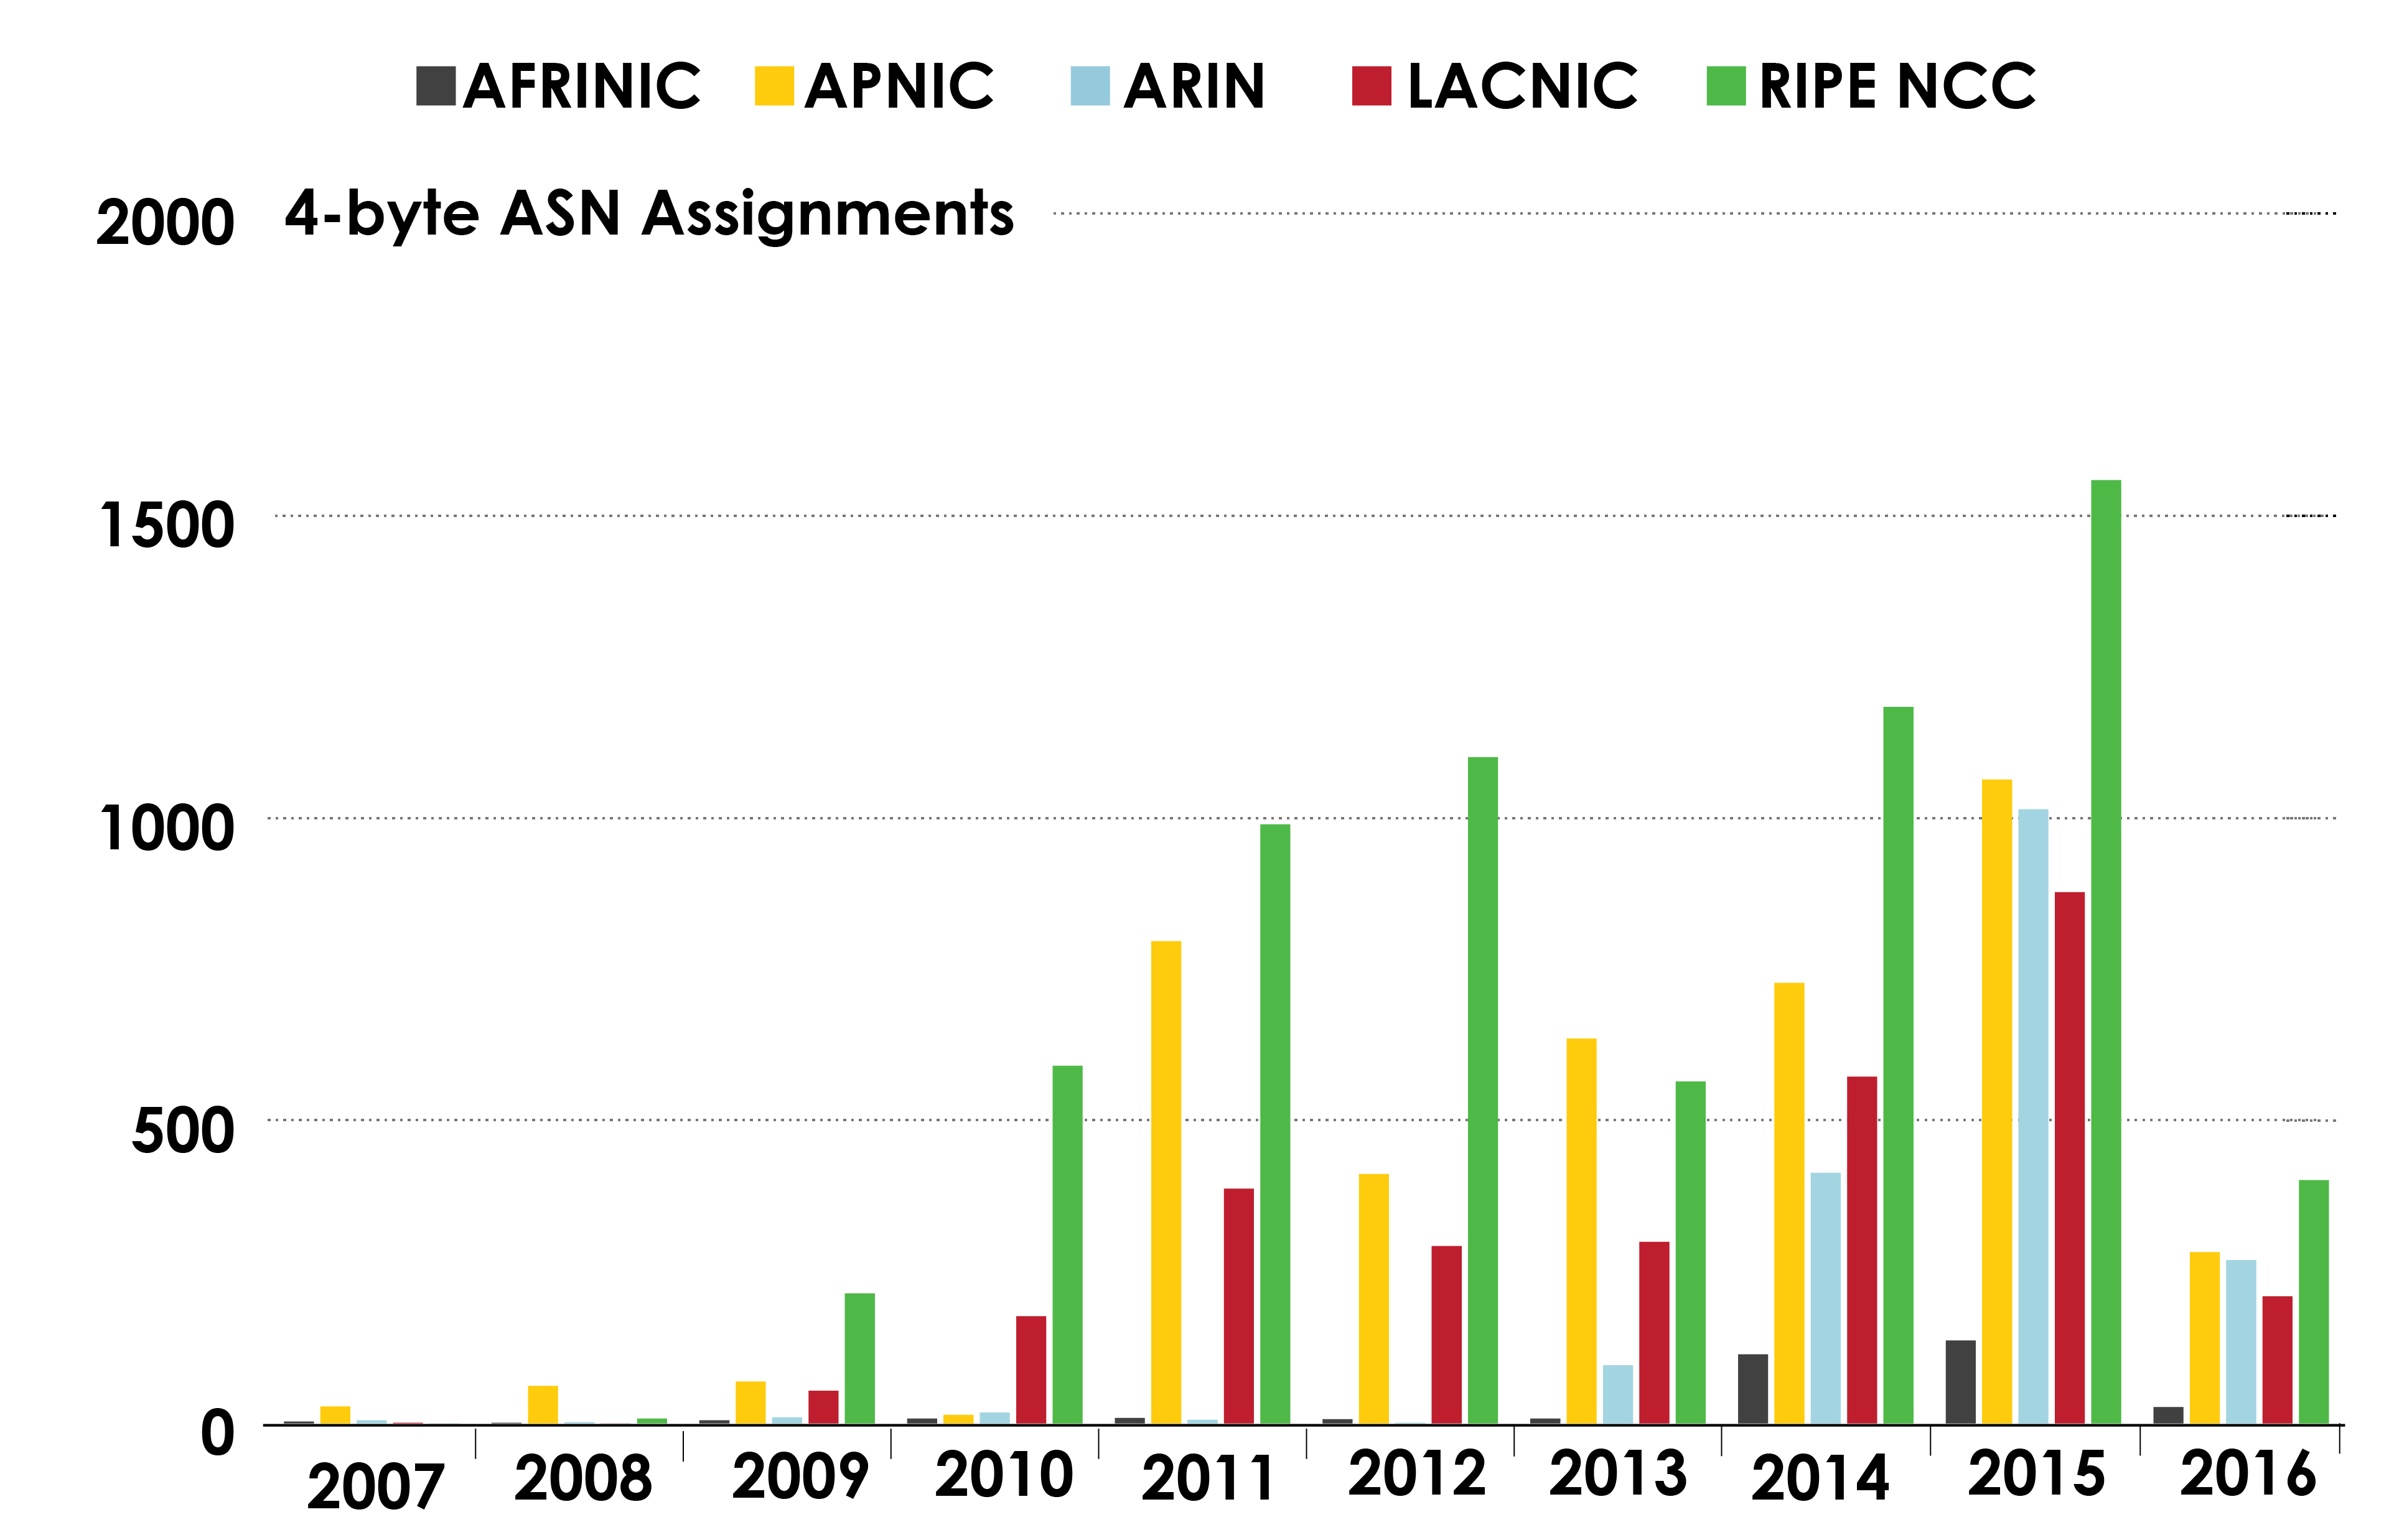 AFRINIC APNIC ARIN LACNIC RIPE NCC
2000 4-byte ASN Assignments
1500
1000
500
0
2007 2008 2009 2010 2011 2012 2013 2014 2015 2016